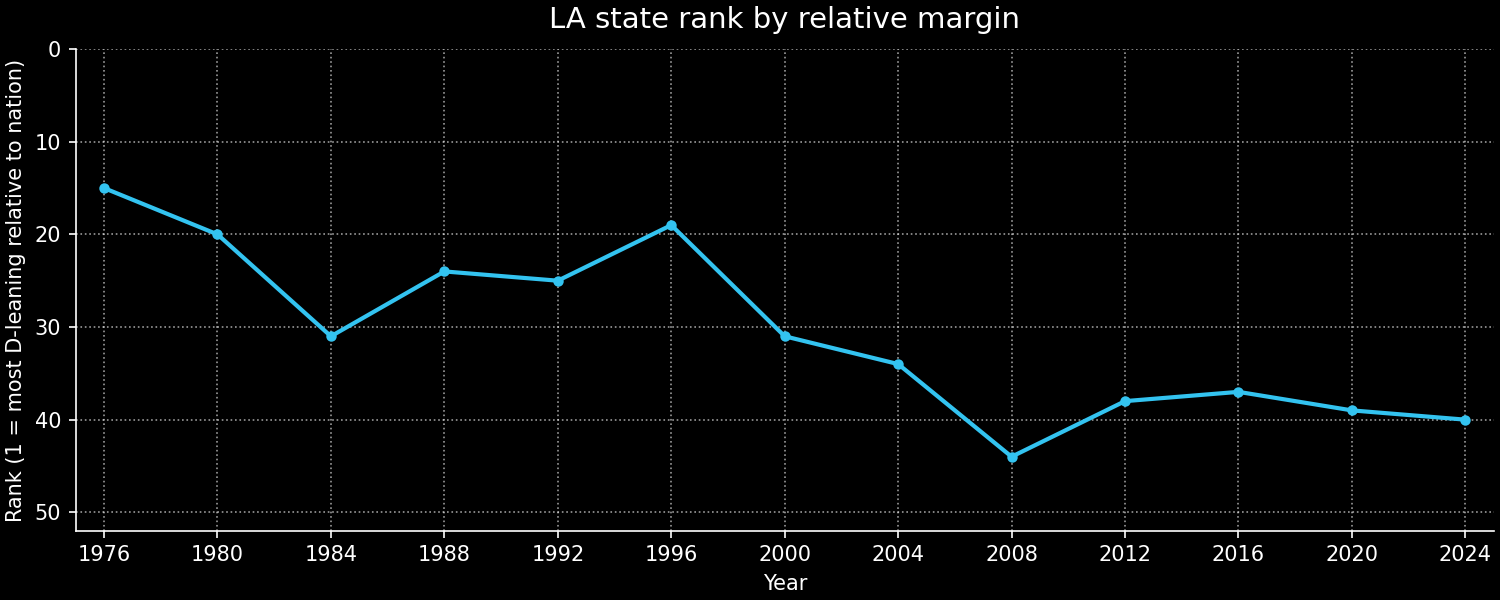 LA state rank by relative margin
Rank (1 = most D-leaning relative to nation)
0
10
20
30
40
50
1976 1980 1984 1988 1992 1996 2000 2004 2008 2012 2016 2020 2024
Year